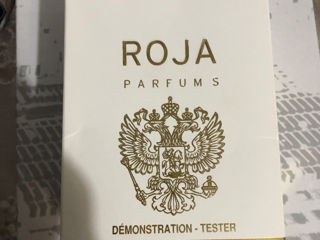 ROJA
PARFUMS
DÉMONSTRATION - TESTER